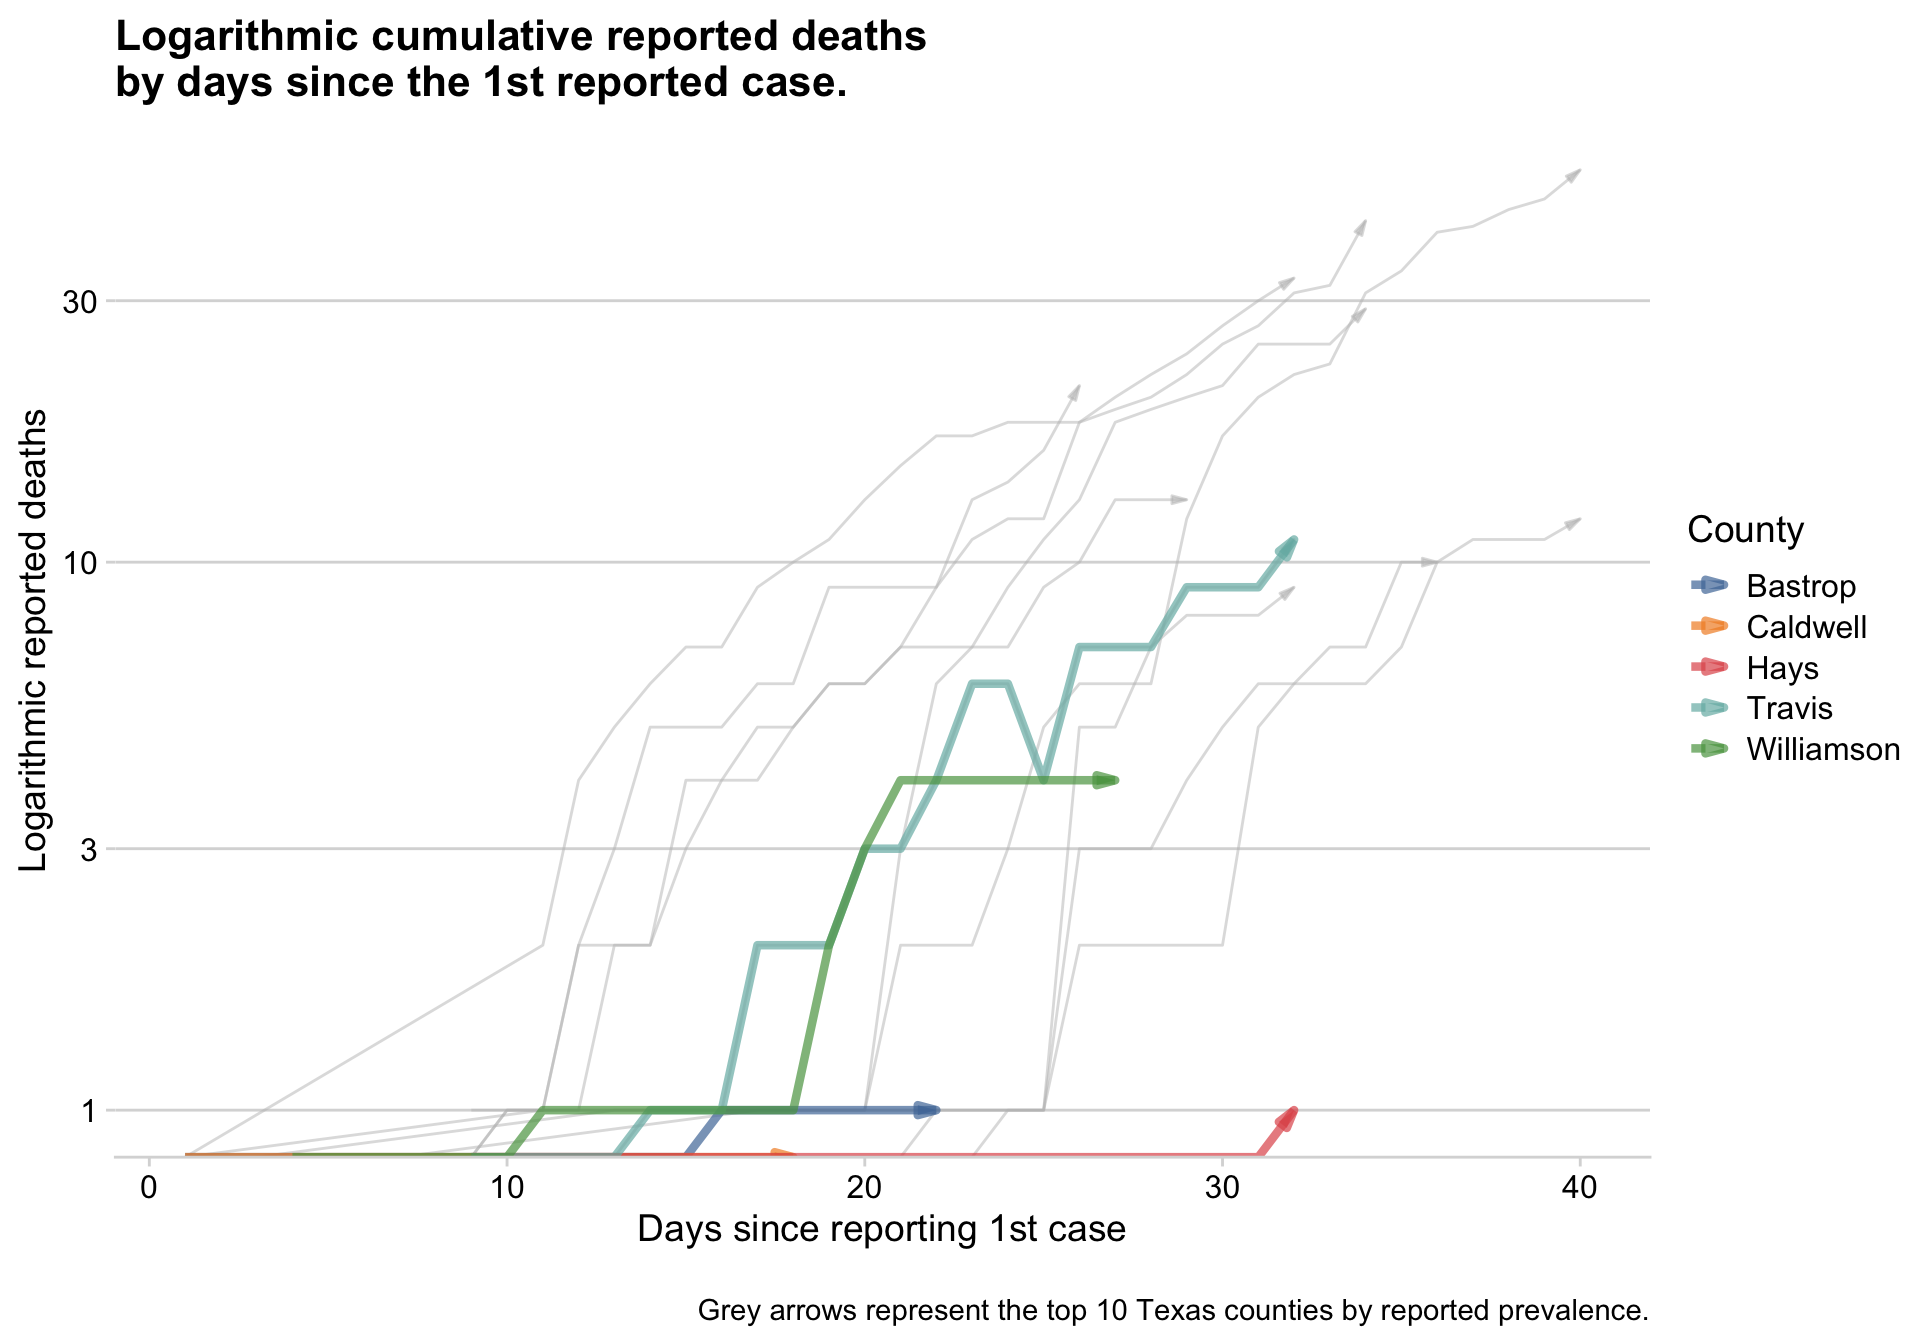 Logarithmic cumulative reported deaths
by days since the 1st reported case.
Logarithmic reported deaths
30
10
3
1
0
10
20
30
40
Days since reporting 1st case
County
Bastrop
Caldwell
Hays
Travis
Williamson
Grey arrows represent the top 10 Texas counties by reported prevalence.